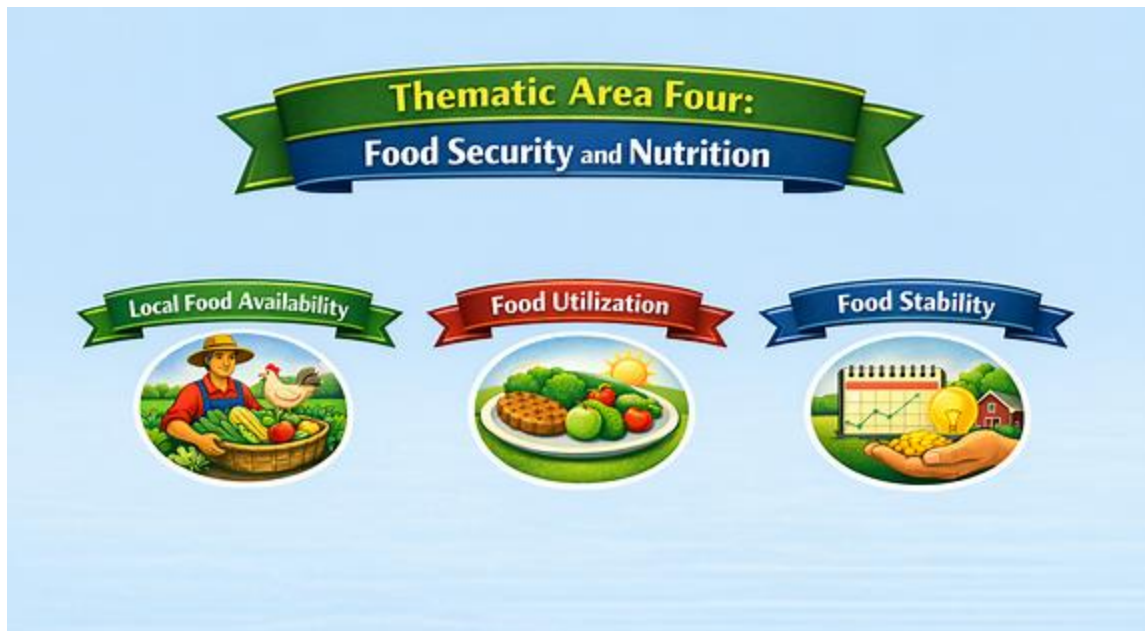 Thematic Area Four:
Food Security and Nutrition
Local Food Availability
Food Utilization
Food Stability